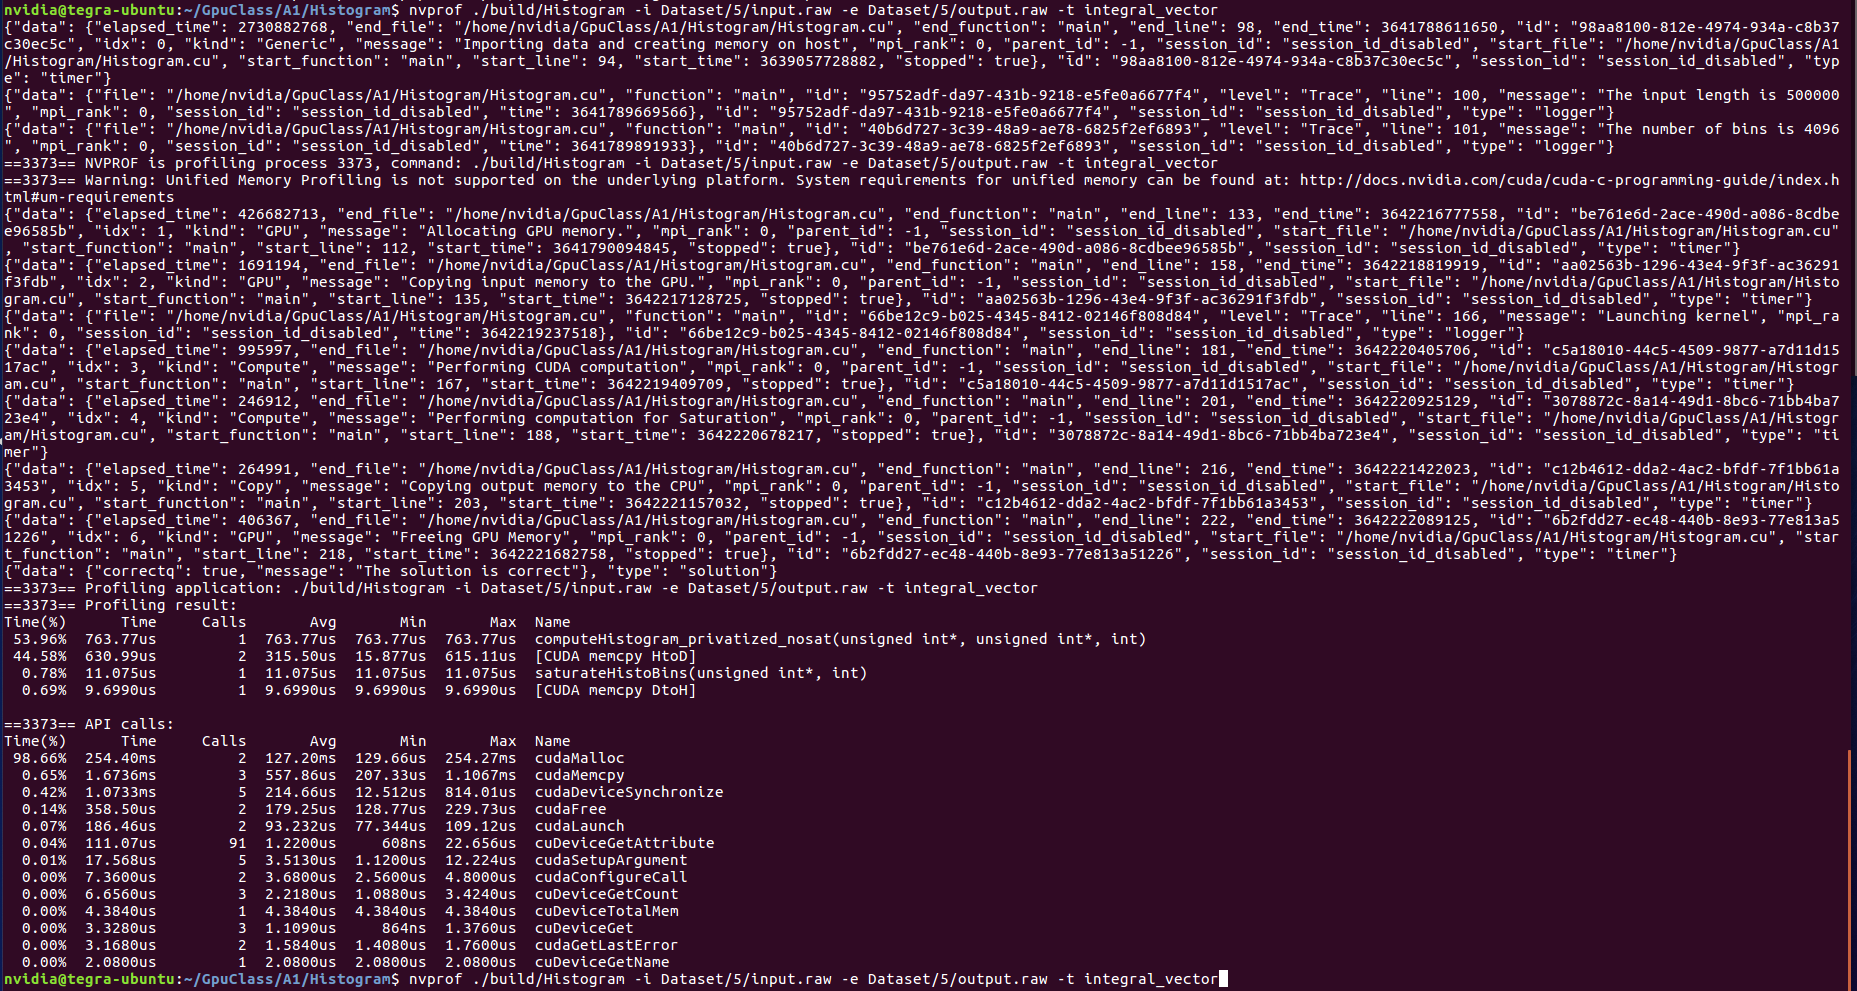 nvidia@tegra-ubuntu:~/GpuClass/A1/Histogram$ nvprof ./build/Histogram -i Dataset/5/input.raw -e Dataset/5/output.raw -t integral_vector
{"data": {"elapsed_time": 2730882768, "end_file": "/home/nvidia/GpuClass/A1/Histogram/Histogram.cu", "end_function": "main", "end_line": 98, "end_time": 3641788611650, "id": "98aa8100-812e-4974-934a-c8b37
c30ec5c", "idx": 0, "kind": "Generic", "message": "Importing data and creating memory on host", "mpi_rank": 0, "parent_id": -1, "session_id": "session_id_disabled", "start_file": "/home/nvidia/GpuClass/A1
/Histogram/Histogram.cu", "start_function": "main", "start_line": 94, "start_time": 3639057728882, "stopped": true}, "id": "98aa8100-812e-4974-934a-c8b37c30ec5c", "session_id": "session_id_disabled", "typ
e": "timer"}
{"data": {"file": "/home/nvidia/GpuClass/A1/Histogram/Histogram.cu", "function": "main", "id": "95752adf-da97-431b-9218-e5fe0a6677f4", "level": "Trace", "line": 100, "message": "The input length is 500000
", "mpi_rank": 0, "session_id": "session_id_disabled", "time": 3641789669566}, "id": "95752adf-da97-431b-9218-e5fe0a6677f4", "session_id": "session_id_disabled", "type": "logger"}
{"data": {"file": "/home/nvidia/GpuClass/A1/Histogram/Histogram.cu", "function": "main", "id": "40b6d727-3c39-48a9-ae78-6825f2ef6893", "level": "Trace", "line": 101, "message": "The number of bins is 4096
", "mpi_rank": 0, "session_id": "session_id_disabled", "time": 3641789891933}, "id": "40b6d727-3c39-48a9-ae78-6825f2ef6893", "session_id": "session_id_disabled", "type": "logger"}
==3373== NVPROF is profiling process 3373, command: ./build/Histogram -i Dataset/5/input.raw -e Dataset/5/output.raw -t integral_vector
==3373== Warning: Unified Memory Profiling is not supported on the underlying platform. System requirements for unified memory can be found at: http://docs.nvidia.com/cuda/cuda-c-programming-guide/index.h
tml#um-requirements
{"data": {"elapsed_time": 426682713, "end_file": "/home/nvidia/GpuClass/A1/Histogram/Histogram.cu", "end_function": "main", "end_line": 133, "end_time": 3642216777558, "id": "be761e6d-2ace-490d-a086-8cdbe
e96585b", "idx": 1, "kind": "GPU", "message": "Allocating GPU memory.", "mpi_rank": 0, "parent_id": -1, "session_id": "session_id_disabled", "start_file": "/home/nvidia/GpuClass/A1/Histogram/Histogram.cu"
, "start_function": "main", "start_line": 112, "start_time": 3641790094845, "stopped": true}, "id": "be761e6d-2ace-490d-a086-8cdbee96585b", "session_id": "session_id_disabled", "type": "timer"}
{"data": {"elapsed_time": 1691194, "end_file": "/home/nvidia/GpuClass/A1/Histogram/Histogram.cu", "end_function": "main", "end_line": 158, "end_time": 3642218819919, "id": "aa02563b-1296-43e4-9f3f-ac36291
f3fdb", "idx": 2, "kind": "GPU", "message": "Copying input memory to the GPU.", "mpi_rank": 0, "parent_id": -1, "session_id": "session_id_disabled", "start_file": "/home/nvidia/GpuClass/A1/Histogram/Histo
gram.cu", "start_function": "main", "start_line": 135, "start_time": 3642217128725, "stopped": true}, "id": "aa02563b-1296-43e4-9f3f-ac36291f3fdb", "session_id": "session_id_disabled", "type": "timer"}
{"data": {"file": "/home/nvidia/GpuClass/A1/Histogram/Histogram.cu", "function": "main", "id": "66be12c9-b025-4345-8412-02146f808d84", "level": "Trace", "line": 166, "message": "Launching kernel", "mpi_ra
nk": 0, "session_id": "session_id_disabled", "time": 3642219237518}, "id": "66be12c9-b025-4345-8412-02146f808d84", "session_id": "session_id_disabled", "type": "logger"}
{"data": {"elapsed_time": 995997, "end_file": "/home/nvidia/GpuClass/A1/Histogram/Histogram.cu", "end_function": "main", "end_line": 181, "end_time": 3642220405706, "id": "c5a18010-44c5-4509-9877-a7d11d15
17ac", "idx": 3, "kind": "Compute", "message": "Performing CUDA computation", "mpi_rank": 0, "parent_id": -1, "session_id": "session_id_disabled", "start_file": "/home/nvidia/GpuClass/A1/Histogram/Histogr
am.cu", "start_function": "main", "start_line": 167, "start_time": 3642219409709, "stopped": true}, "id": "c5a18010-44c5-4509-9877-a7d11d1517ac", "session_id": "session_id_disabled", "type": "timer"}
{"data": {"elapsed_time": 246912, "end_file": "/home/nvidia/GpuClass/A1/Histogram/Histogram.cu", "end_function": "main", "end_line": 201, "end_time": 3642220925129, "id": "3078872c-8a14-49d1-8bc6-71bb4ba7
23e4", "idx": 4, "kind": "Compute", "message": "Performing computation for Saturation", "mpi_rank": 0, "parent_id": -1, "session_id": "session_id_disabled", "start_file": "/home/nvidia/GpuClass/A1/Histogr
am/Histogram.cu", "start_function": "main", "start_line": 188, "start_time": 3642220678217, "stopped": true}, "id": "3078872c-8a14-49d1-8bc6-71bb4ba723e4", "session_id": "session_id_disabled", "type": "ti
mer"}
{"data": {"elapsed_time": 264991, "end_file": "/home/nvidia/GpuClass/A1/Histogram/Histogram.cu", "end_function": "main", "end_line": 216, "end_time": 3642221422023, "id": "c12b4612-dda2-4ac2-bfdf-7f1bb61a
3453", "idx": 5, "kind": "Copy", "message": "Copying output memory to the CPU", "mpi_rank": 0, "parent_id": -1, "session_id": "session_id_disabled", "start_file": "/home/nvidia/GpuClass/A1/Histogram/Histo
gram.cu", "start_function": "main", "start_line": 203, "start_time": 3642221157032, "stopped": true}, "id": "c12b4612-dda2-4ac2-bfdf-7f1bb61a3453", "session_id": "session_id_disabled", "type": "timer"}
{"data": {"elapsed_time": 406367, "end_file": "/home/nvidia/GpuClass/A1/Histogram/Histogram.cu", "end_function": "main", "end_line": 222, "end_time": 3642222089125, "id": "6b2fdd27-ec48-440b-8e93-77e813a5
1226", "idx": 6, "kind": "GPU", "message": "Freeing GPU Memory", "mpi_rank": 0, "parent_id": -1, "session_id": "session_id_disabled", "start_file": "/home/nvidia/GpuClass/A1/Histogram/Histogram.cu", "star
t_function": "main", "start_line": 218, "start_time": 3642221682758, "stopped": true}, "id": "6b2fdd27-ec48-440b-8e93-77e813a51226", "session_id": "session_id_disabled", "type": "timer"}
{"data": {"correctq": true, "message": "The solution is correct"}, "type": "solution"}
==3373== Profiling application: ./build/Histogram -i Dataset/5/input.raw -e Dataset/5/output.raw -t integral_vector
==3373== Profiling result:
Time(%) Time Calls Avg Min Max Name
53.96% 763.77us 1 763.77us 763.77us 763.77us computeHistogram_privatized_nosat(unsigned int*, unsigned int*, int)
44.58% 630.99us 2 315.50us 15.877us 615.11us [CUDA memcpy HtoD]
0.78% 11.075us 1 11.075us 11.075us 11.075us saturateHistoBins(unsigned int*, int)
0.69% 9.6990us 1 9.6990us 9.6990us 9.6990us [CUDA memcpy DtoH]
==3373== API calls:
Time(%) Time Calls Avg Min Max Name
98.66% 254.40ms 2 127.20ms 129.66us 254.27ms cudaMalloc
0.65% 1.6736ms 3 557.86us 207.33us 1.1067ms cudaMemcpy
0.42% 1.0733ms 5 214.66us 12.512us 814.01us cudaDeviceSynchronize
0.14% 358.50us 2 179.25us 128.77us 229.73us cudaFree
0.07% 186.46us 2 93.232us 77.344us 109.12us cudaLaunch
0.04% 111.07us 91 1.2200us 608ns 22.656us cuDeviceGetAttribute
0.01% 17.568us 5 3.5130us 1.1200us 12.224us cudaSetupArgument
0.00% 7.3600us 2 3.6800us 2.5600us 4.8000us cudaConfigureCall
0.00% 6.6560us 3 2.2180us 1.0880us 3.4240us cuDeviceGetCount
0.00% 4.3840us 1 4.3840us 4.3840us 4.3840us cuDeviceTotalMem
0.00% 3.3280us 3 1.1090us 864ns 1.3760us cuDeviceGet
0.00% 3.1680us 2 1.5840us 1.4080us 1.7600us cudaGetLastError
0.00% 2.0800us 1 2.0800us 2.0800us 2.0800us cuDeviceGetName
nvidia@tegra-ubuntu:~/GpuClass/A1/Histogram$ nvprof ./build/Histogram -i Dataset/5/input.raw -e Dataset/5/output.raw -t integral_vector